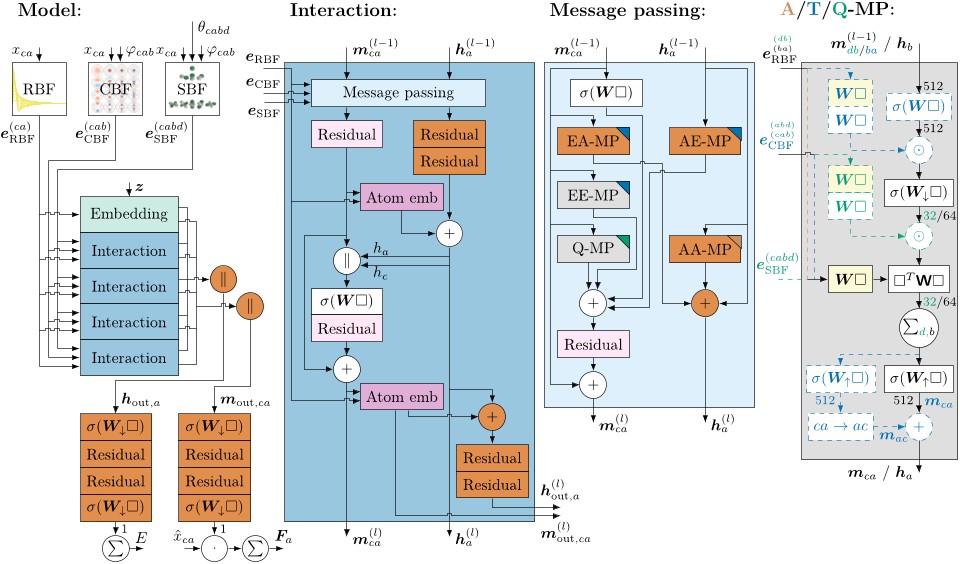 Model:
θ_cabd
x_ca
x_ca φ_cab
x_ca φ_cab
RBF
CBF
SBF
e_RBF^(ca)
e_CBF^(cab)
e_SBF^(cabd)
z
Embedding
Interaction
Interaction
Interaction
Interaction
||
||
h_out,a
m_out,ca
σ(W↓□)
Residual
Residual
σ(W↓□)
σ(W↓□)
Residual
Residual
σ(W↓□)
1
1
∑
E
x̂_ca
·
∑
F_a
Interaction:
m_ca^(l−1)
h_a^(l−1)
e_RBF
e_CBF
e_SBF
Message passing
Residual
Residual
Residual
Atom emb
+
||
h_a
h_c
σ(W□)
Residual
+
Atom emb
+
Residual
Residual
h_out,a^(l)
m_out,ca^(l)
m_ca^(l)
h_a^(l)
Message passing:
m_ca^(l−1)
h_a^(l−1)
σ(W□)
EA-MP
AE-MP
EE-MP
Q-MP
AA-MP
+
+
Residual
+
m_ca^(l)
h_a^(l)
A/T/Q-MP:
m_db/ba^(l−1) / h_b
e_RBF^(db)(ba)
512
W□
W□
σ(W□)
512
e_CBF^(abd)(cab)
⊙
W□
W□
σ(W↓□)
32/64
⊙
e_SBF^(cabd)
W□
□ᵀW□
32/64
∑d,b
σ(W↑□)
σ(W↑□)
512
512
m_ca
ca → ac
m_ac
+
m_ca / h_a